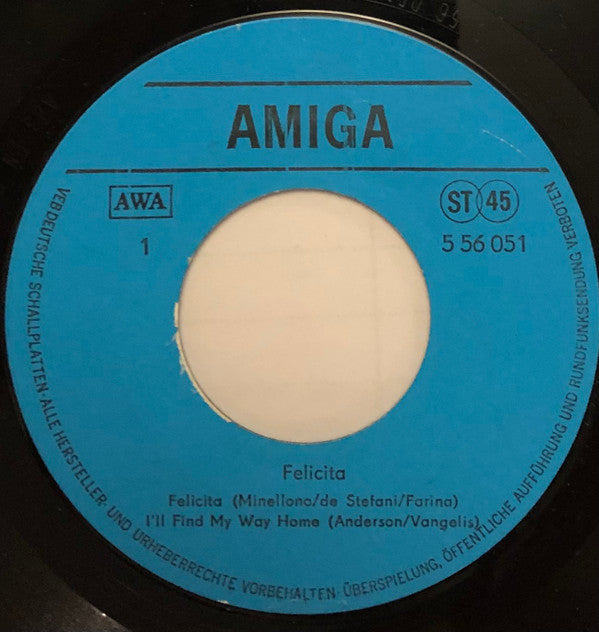 AMIGA
AWA
ST 45
1
5 56 051
Felicita
Felicita (Minellono/de Stefani/Farina)
I'll Find My Way Home (Anderson/Vangelis)
VEB DEUTSCHE SCHALLPLATTEN·ALLE HERSTELLER- UND URHEBERRECHTE VORBEHALTEN·ÜBERSPIELUNG, ÖFFENTLICHE AUFFÜHRUNG UND RUNDFUNKSENDUNG VERBOTEN